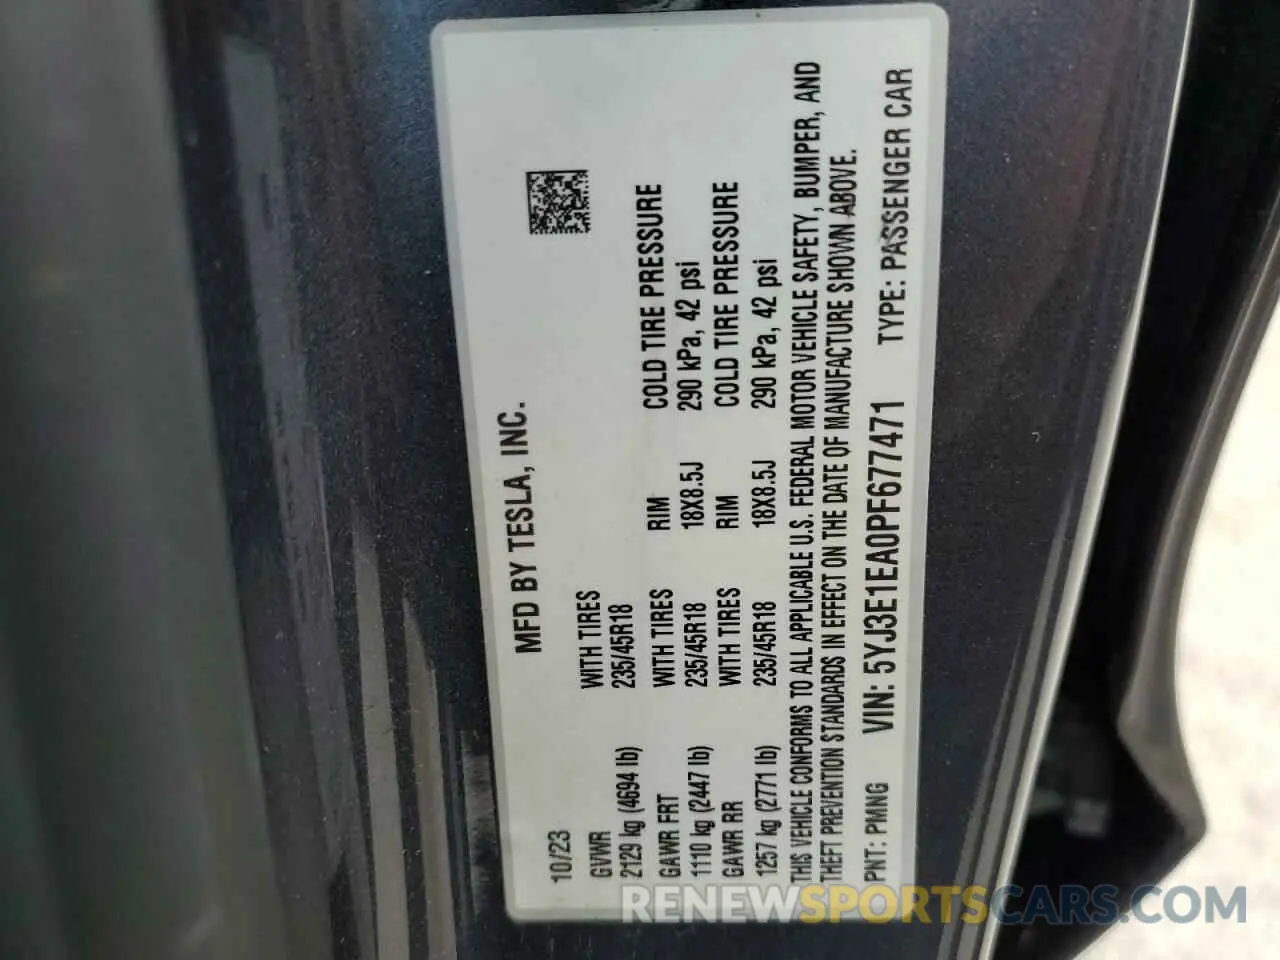 MFD BY TESLA, INC.
10/23
GVWR WITH TIRES
2129 kg (4694 lb) 235/45R18
GAWR FRT WITH TIRES RIM COLD TIRE PRESSURE
1110 kg (2447 lb) 235/45R18 18X8.5J 290 kPa, 42 psi
GAWR RR WITH TIRES RIM COLD TIRE PRESSURE
1257 kg (2771 lb) 235/45R18 18X8.5J 290 kPa, 42 psi
THIS VEHICLE CONFORMS TO ALL APPLICABLE U.S. FEDERAL MOTOR VEHICLE SAFETY, BUMPER, AND
THEFT PREVENTION STANDARDS IN EFFECT ON THE DATE OF MANUFACTURE SHOWN ABOVE.
PNT: PMNG VIN: 5YJ3E1EA0PF677471 TYPE: PASSENGER CAR
RENEWSPORTSCARS.COM